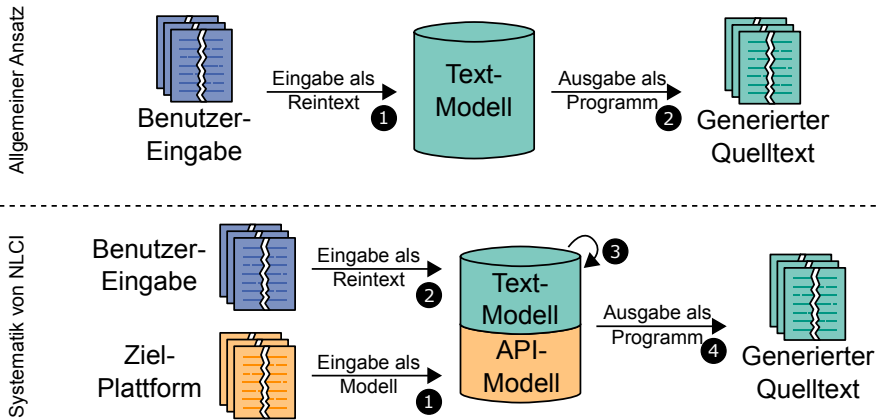 Allgemeiner Ansatz
Benutzer-
Eingabe
Eingabe als
Reintext
1
Text-
Modell
Ausgabe als
Programm
2
Generierter
Quelltext
Systematik von NLCI
Benutzer-
Eingabe
Eingabe als
Reintext
2
Ziel-
Plattform
Eingabe als
Modell
1
Text-
Modell
API-
Modell
3
Ausgabe als
Programm
4
Generierter
Quelltext